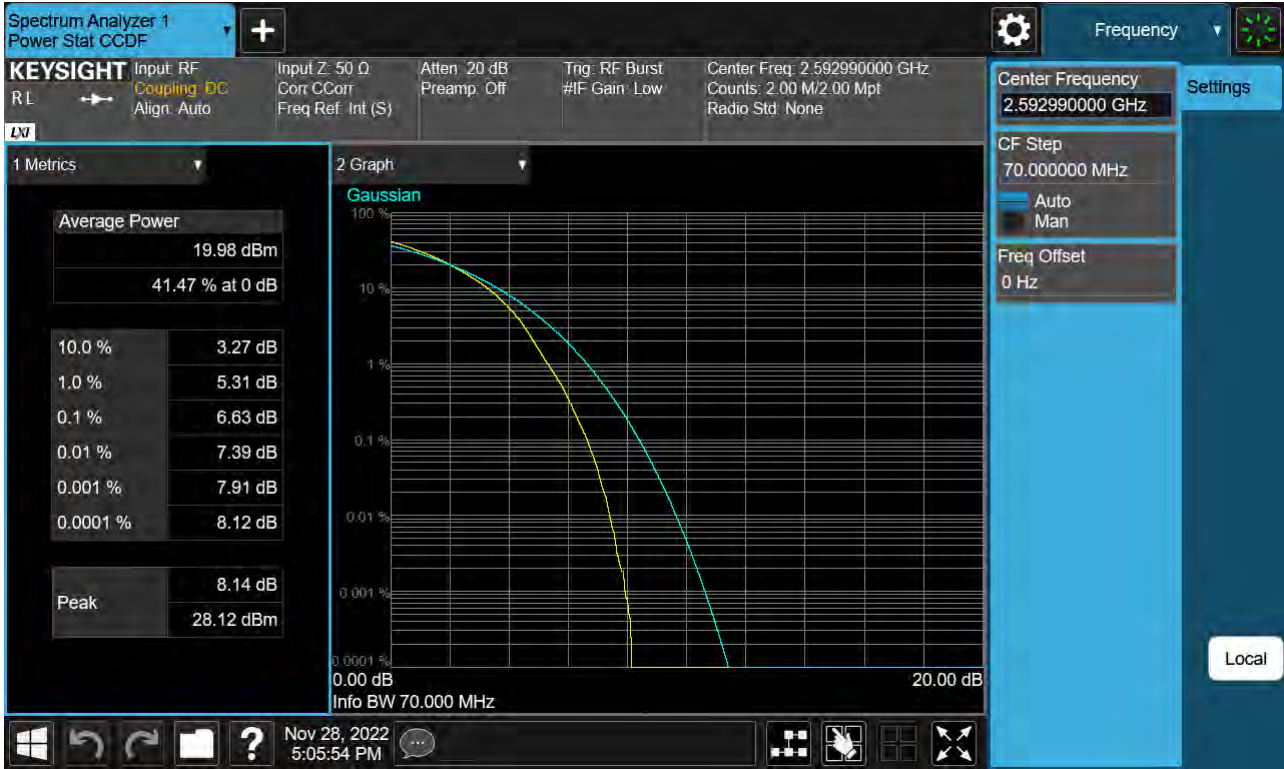 Spectrum Analyzer 1
Power Stat CCDF
Frequency
KEYSIGHT
RL
LXI
Input: RF
Coupling: DC
Align: Auto
Input Z: 50 Ω
Corr CCorr
Freq Ref: Int (S)
Atten: 20 dB
Preamp: Off
Trig: RF Burst
#IF Gain: Low
Center Freq: 2.592990000 GHz
Counts: 2.00 M/2.00 Mpt
Radio Std: None
Center Frequency
2.592990000 GHz
Settings
CF Step
70.000000 MHz
Auto
Man
Freq Offset
0 Hz
1 Metrics
Average Power
19.98 dBm
41.47 % at 0 dB
10.0 % 3.27 dB
1.0 % 5.31 dB
0.1 % 6.63 dB
0.01 % 7.39 dB
0.001 % 7.91 dB
0.0001 % 8.12 dB
Peak
8.14 dB
28.12 dBm
2 Graph
Gaussian
100 %
10 %
1 %
0.1 %
0.01 %
0.001 %
0.0001 %
0.00 dB
20.00 dB
Info BW 70.000 MHz
Local
?
Nov 28, 2022
5:05:54 PM